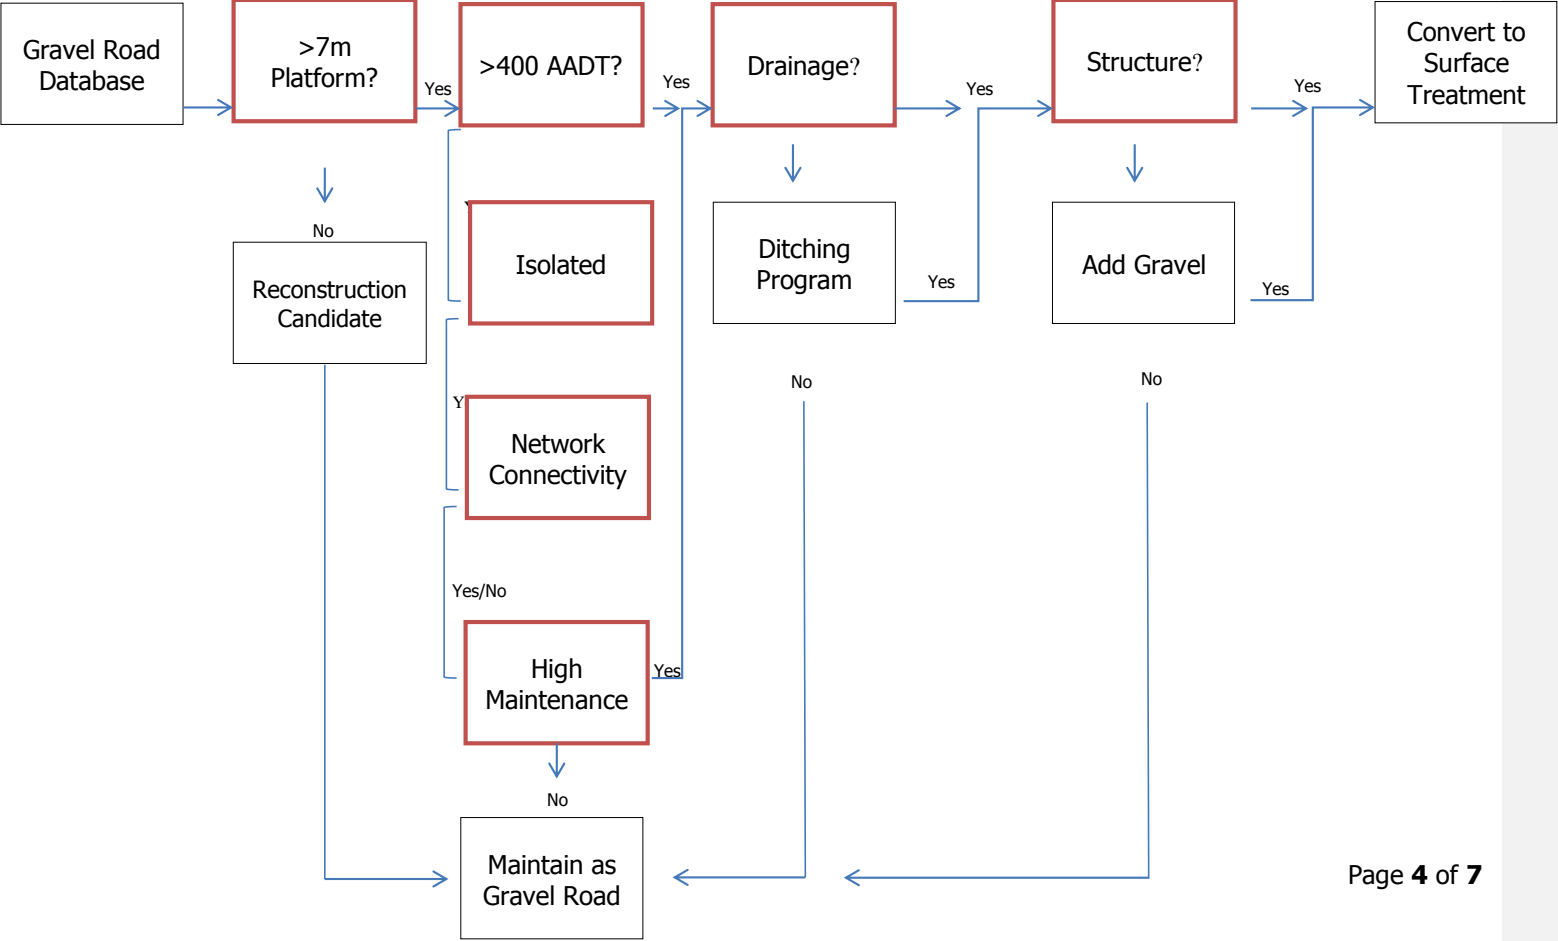 Gravel Road
Database
>7m
Platform?
Yes
>400 AADT?
Yes
Drainage?
Yes
Structure?
Yes
Convert to
Surface
Treatment
No
Reconstruction
Candidate
Isolated
Ditching
Program
Yes
Add Gravel
Yes
Y
Network
Connectivity
No
No
Yes/No
High
Maintenance
Yes
No
Maintain as
Gravel Road
Page 4 of 7